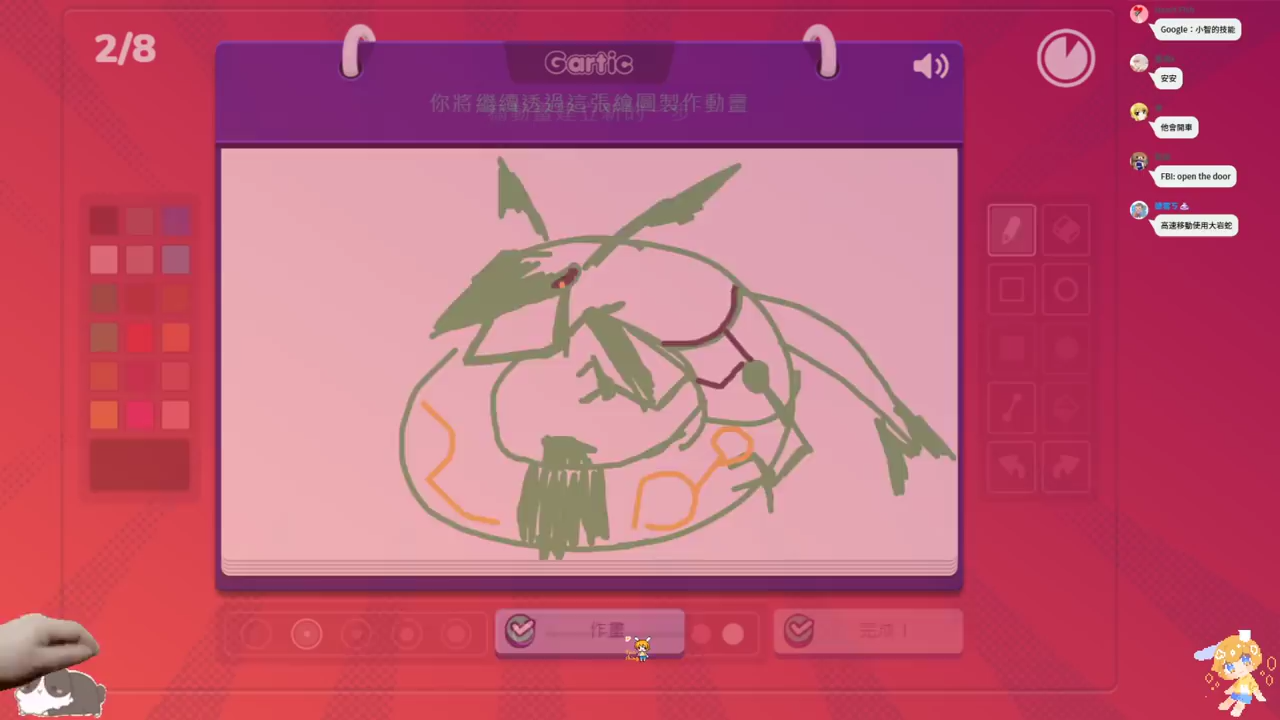 2/8
Gartic
你將繼續透過這張繪圖製作動畫
作畫
完成！
Google：小智的技能
安安
他會開車
FBI: open the door
高速移動使用大岩蛇